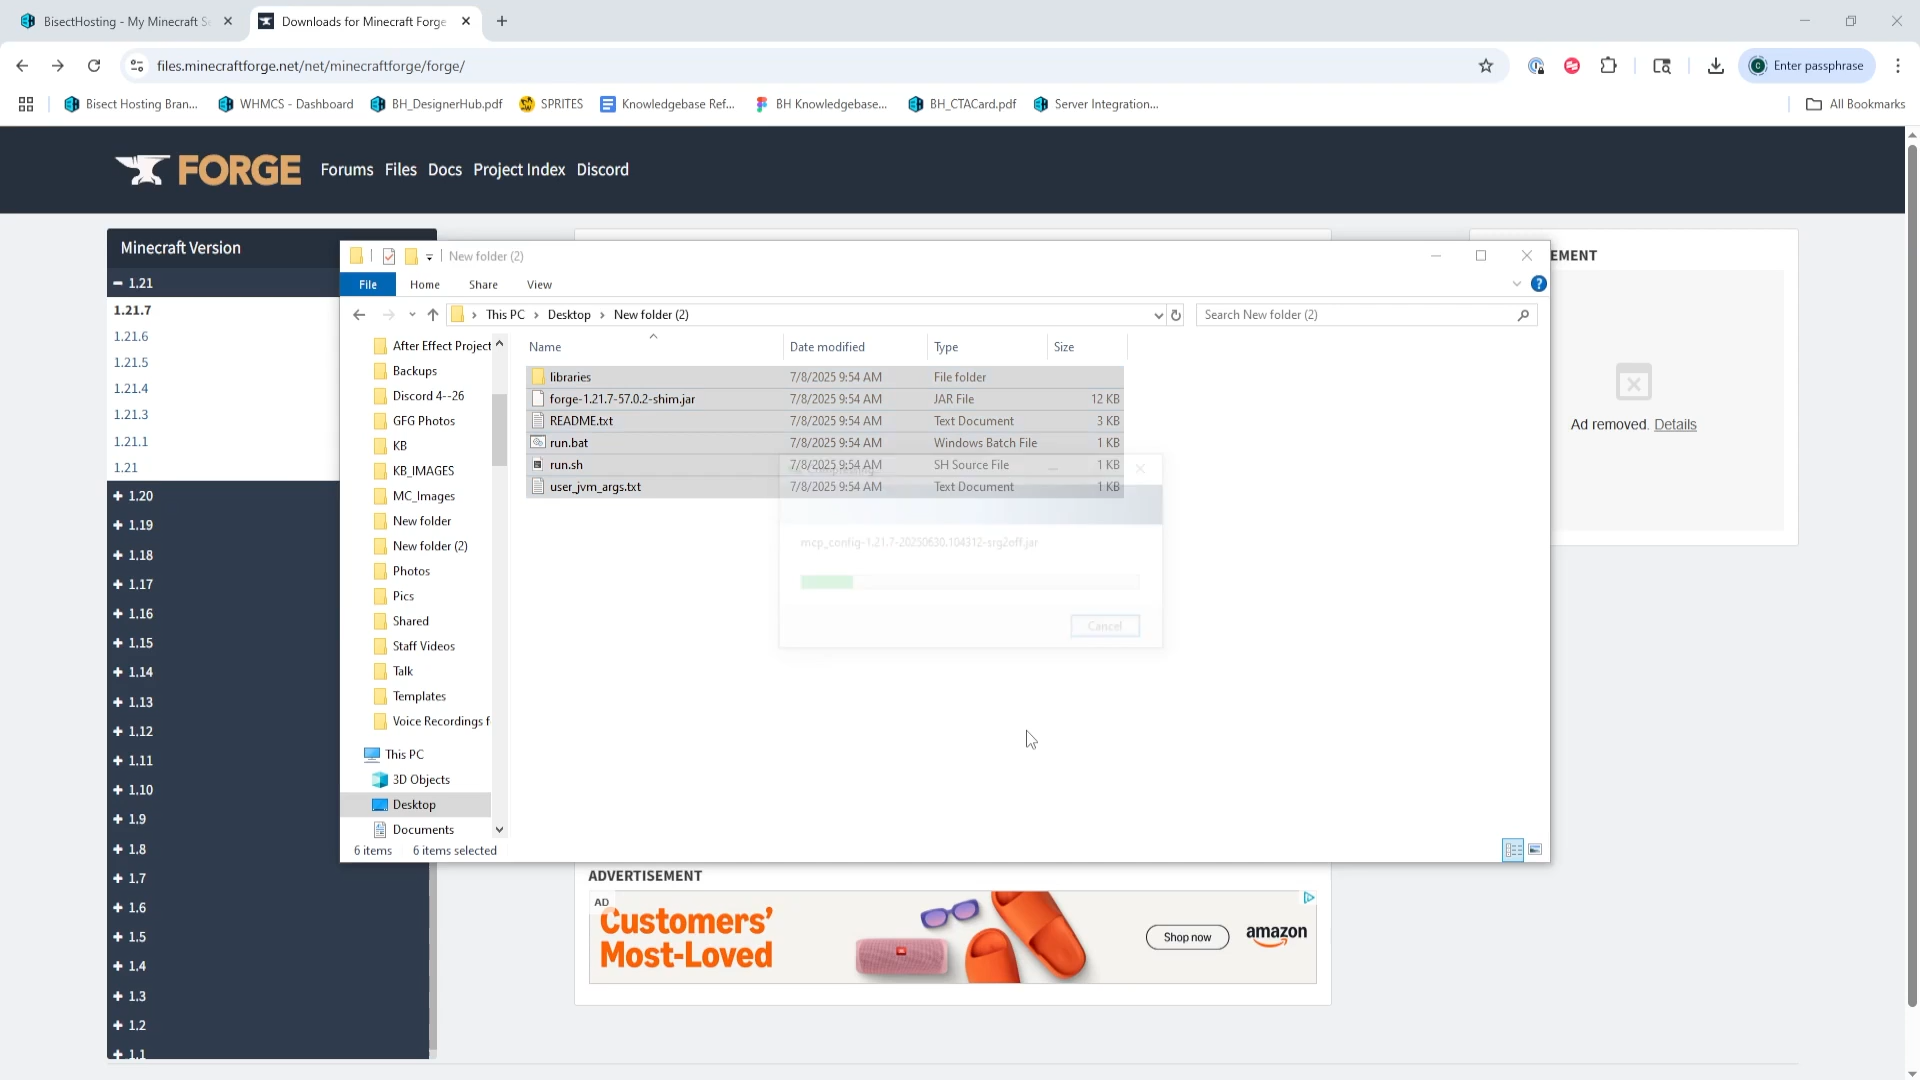 BisectHosting - My Minecraft S
Downloads for Minecraft Forge
files.minecraftforge.net/net/minecraftforge/forge/
Enter passphrase
Bisect Hosting Bran...
WHMCS - Dashboard
BH_DesignerHub.pdf
SPRITES
Knowledgebase Ref...
BH Knowledgebase...
BH_CTACard.pdf
Server Integration...
All Bookmarks
FORGE
Forums
Files
Docs
Project Index
Discord
Minecraft Version
1.21
1.21.7
1.21.6
1.21.5
1.21.4
1.21.3
1.21.1
1.21
1.20
1.19
1.18
1.17
1.16
1.15
1.14
1.13
1.12
1.11
1.10
1.9
1.8
1.7
1.6
1.5
1.4
1.3
1.2
1.1
New folder (2)
File
Home
Share
View
This PC
Desktop
New folder (2)
Search New folder (2)
After Effect Project
Backups
Discord 4--26
GFG Photos
KB
KB_IMAGES
MC_Images
New folder
New folder (2)
Photos
Pics
Shared
Staff Videos
Talk
Templates
Voice Recordings f
This PC
3D Objects
Desktop
Documents
Name Date modified Type Size
libraries 7/8/2025 9:54 AM File folder
forge-1.21.7-57.0.2-shim.jar 7/8/2025 9:54 AM JAR File 12 KB
README.txt 7/8/2025 9:54 AM Text Document 3 KB
run.bat 7/8/2025 9:54 AM Windows Batch File 1 KB
run.sh 7/8/2025 9:54 AM SH Source File 1 KB
user_jvm_args.txt 7/8/2025 9:54 AM Text Document 1 KB
mcp_config-1.21.7-20250630.104312-srg2off.jar
Cancel
6 items
6 items selected
EMENT
Ad removed. Details
ADVERTISEMENT
AD
Customers'
Most-Loved
JBL
Shop now
amazon